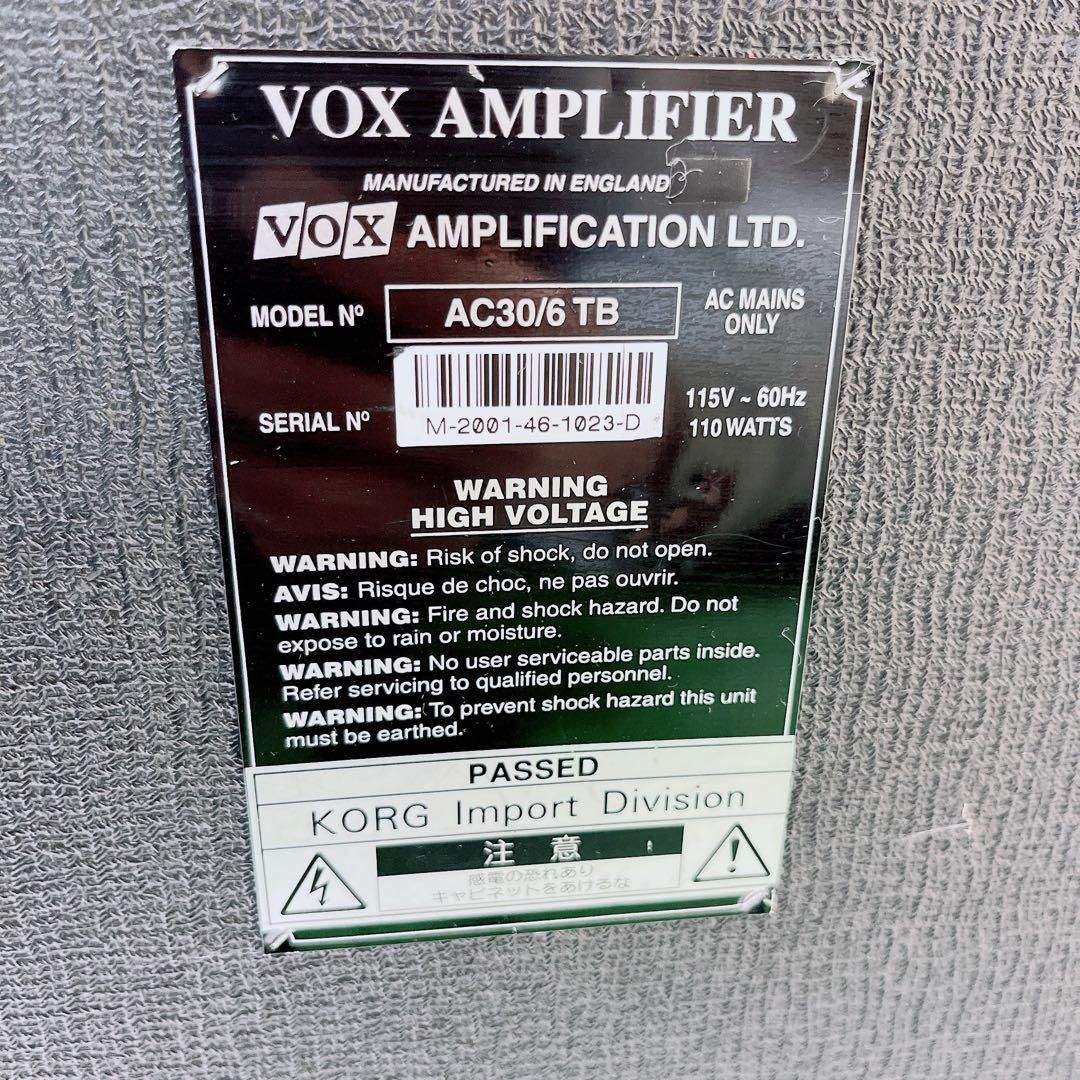 VOX AMPLIFIER
MANUFACTURED IN ENGLAND
VOX AMPLIFICATION LTD.
MODEL Nº AC30/6 TB AC MAINS ONLY
SERIAL Nº M-2001-46-1023-D 115V ~ 60Hz 110 WATTS
WARNING
HIGH VOLTAGE
WARNING: Risk of shock, do not open.
AVIS: Risque de choc, ne pas ouvrir.
WARNING: Fire and shock hazard. Do not
expose to rain or moisture.
WARNING: No user serviceable parts inside.
Refer servicing to qualified personnel.
WARNING: To prevent shock hazard this unit
must be earthed.
PASSED
KORG Import Division
注 意
感電の恐れあり
キャビネットをあけるな